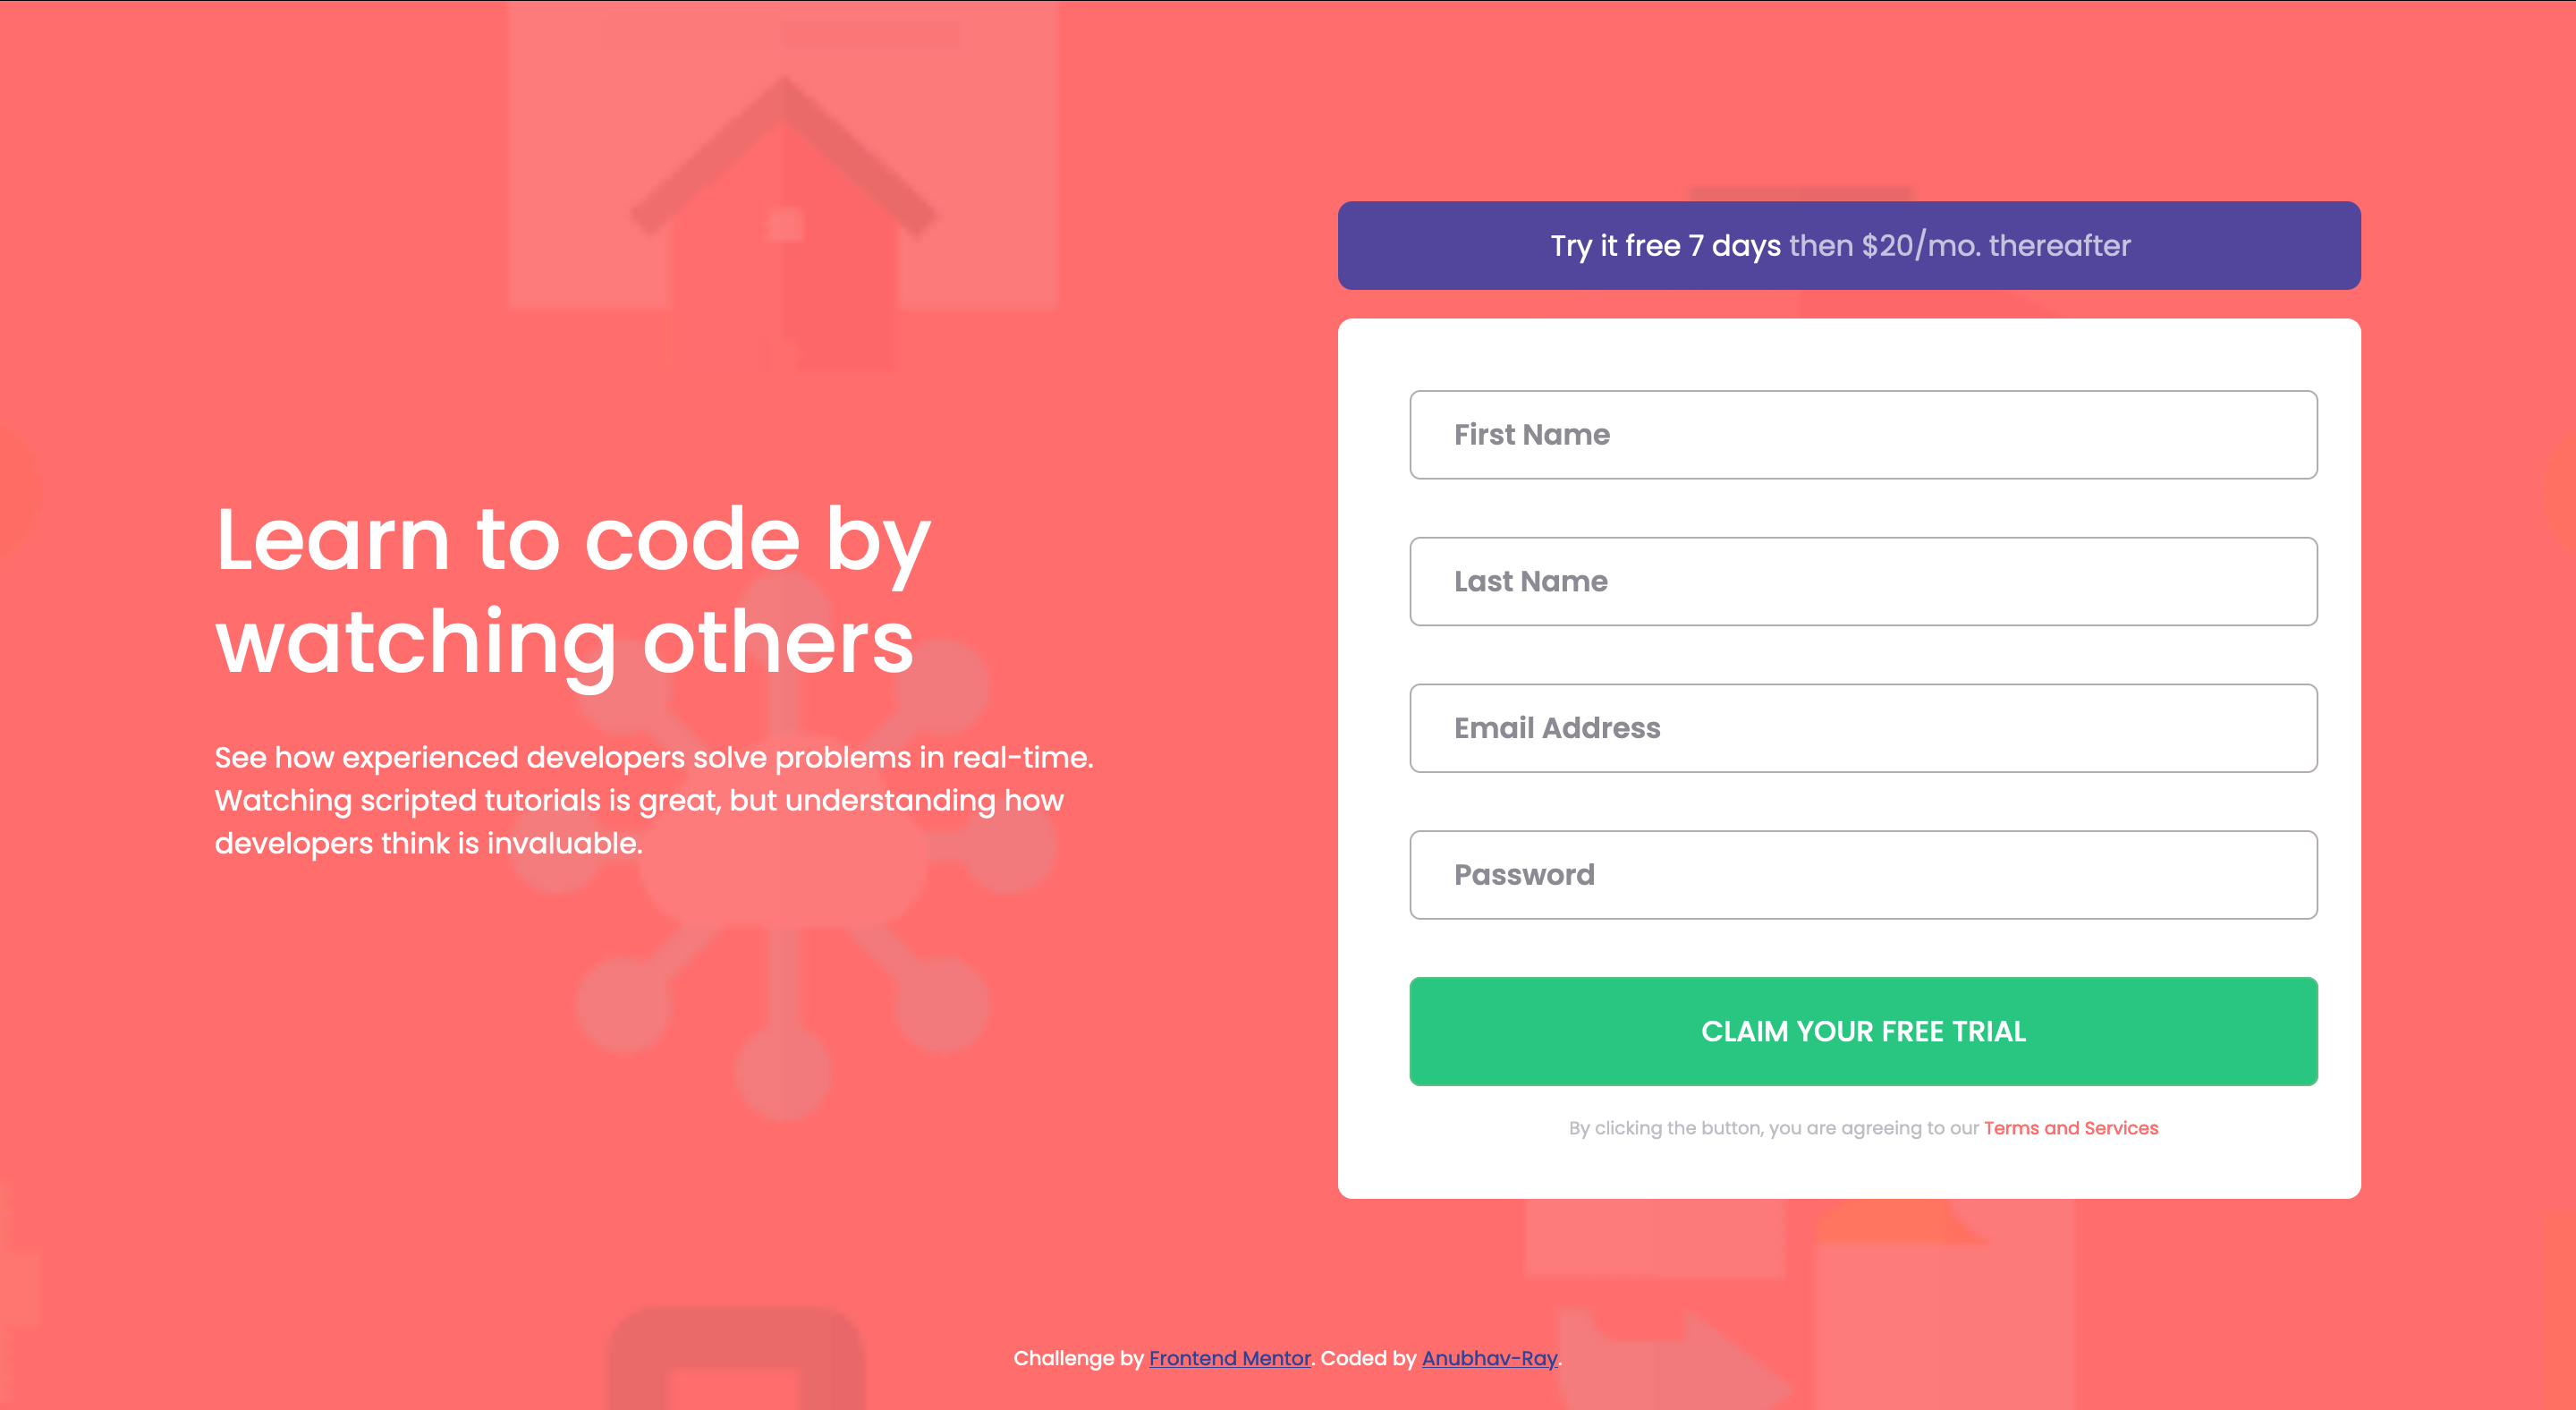 Learn to code by
watching others
See how experienced developers solve problems in real-time.
Watching scripted tutorials is great, but understanding how
developers think is invaluable.
Try it free 7 days then $20/mo. thereafter
First Name
Last Name
Email Address
Password
CLAIM YOUR FREE TRIAL
By clicking the button, you are agreeing to our Terms and Services
Challenge by Frontend Mentor. Coded by Anubhav-Ray.